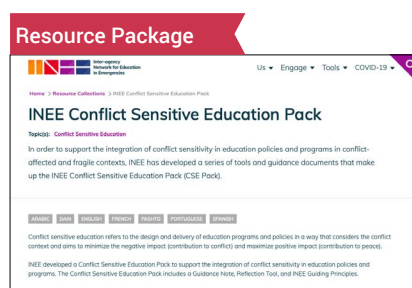 Resource Package
Inter-agency
Network for Education
in Emergencies
Us Engage Tools COVID-19
Home > Resource Collections > INEE Conflict Sensitive Education Pack
INEE Conflict Sensitive Education Pack
Topic(s): Conflict Sensitive Education
In order to support the integration of conflict sensitivity in education policies and programs in conflict-
affected and fragile contexts, INEE has developed a series of tools and guidance documents that make
up the INEE Conflict Sensitive Education Pack (CSE Pack).
ARABIC DARI ENGLISH FRENCH PASHTO PORTUGUESE SPANISH
Conflict sensitive education refers to the design and delivery of education programs and policies in a way that considers the conflict
context and aims to minimize the negative impact (contribution to conflict) and maximize positive impact (contribution to peace).
INEE developed a Conflict Sensitive Education Pack to support the integration of conflict sensitivity in education policies and
programs. The Conflict Sensitive Education Pack includes a Guidance Note, Reflection Tool, and INEE Guiding Principles.